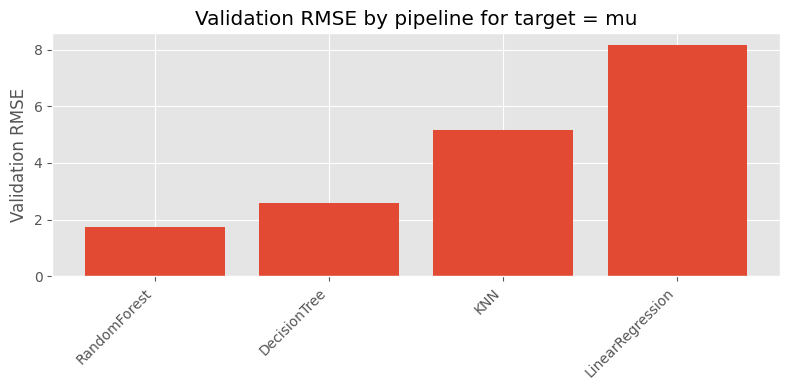 Validation RMSE by pipeline for target = mu
Validation RMSE
8
6
4
2
0
RandomForest
DecisionTree
KNN
LinearRegression